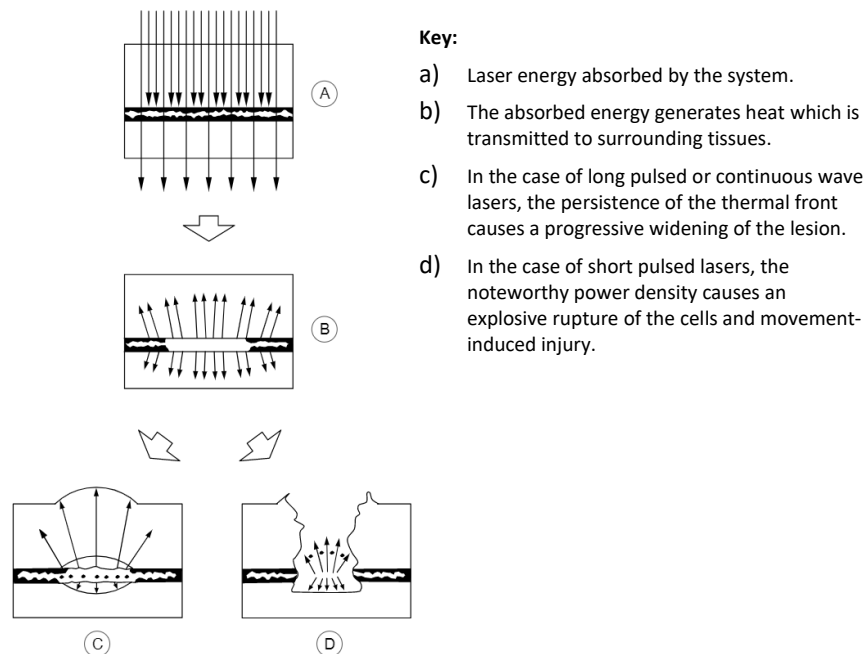 Key:
a) Laser energy absorbed by the system.
b) The absorbed energy generates heat which is
transmitted to surrounding tissues.
c) In the case of long pulsed or continuous wave
lasers, the persistence of the thermal front
causes a progressive widening of the lesion.
d) In the case of short pulsed lasers, the
noteworthy power density causes an
explosive rupture of the cells and movement-
induced injury.
A
B
C
D